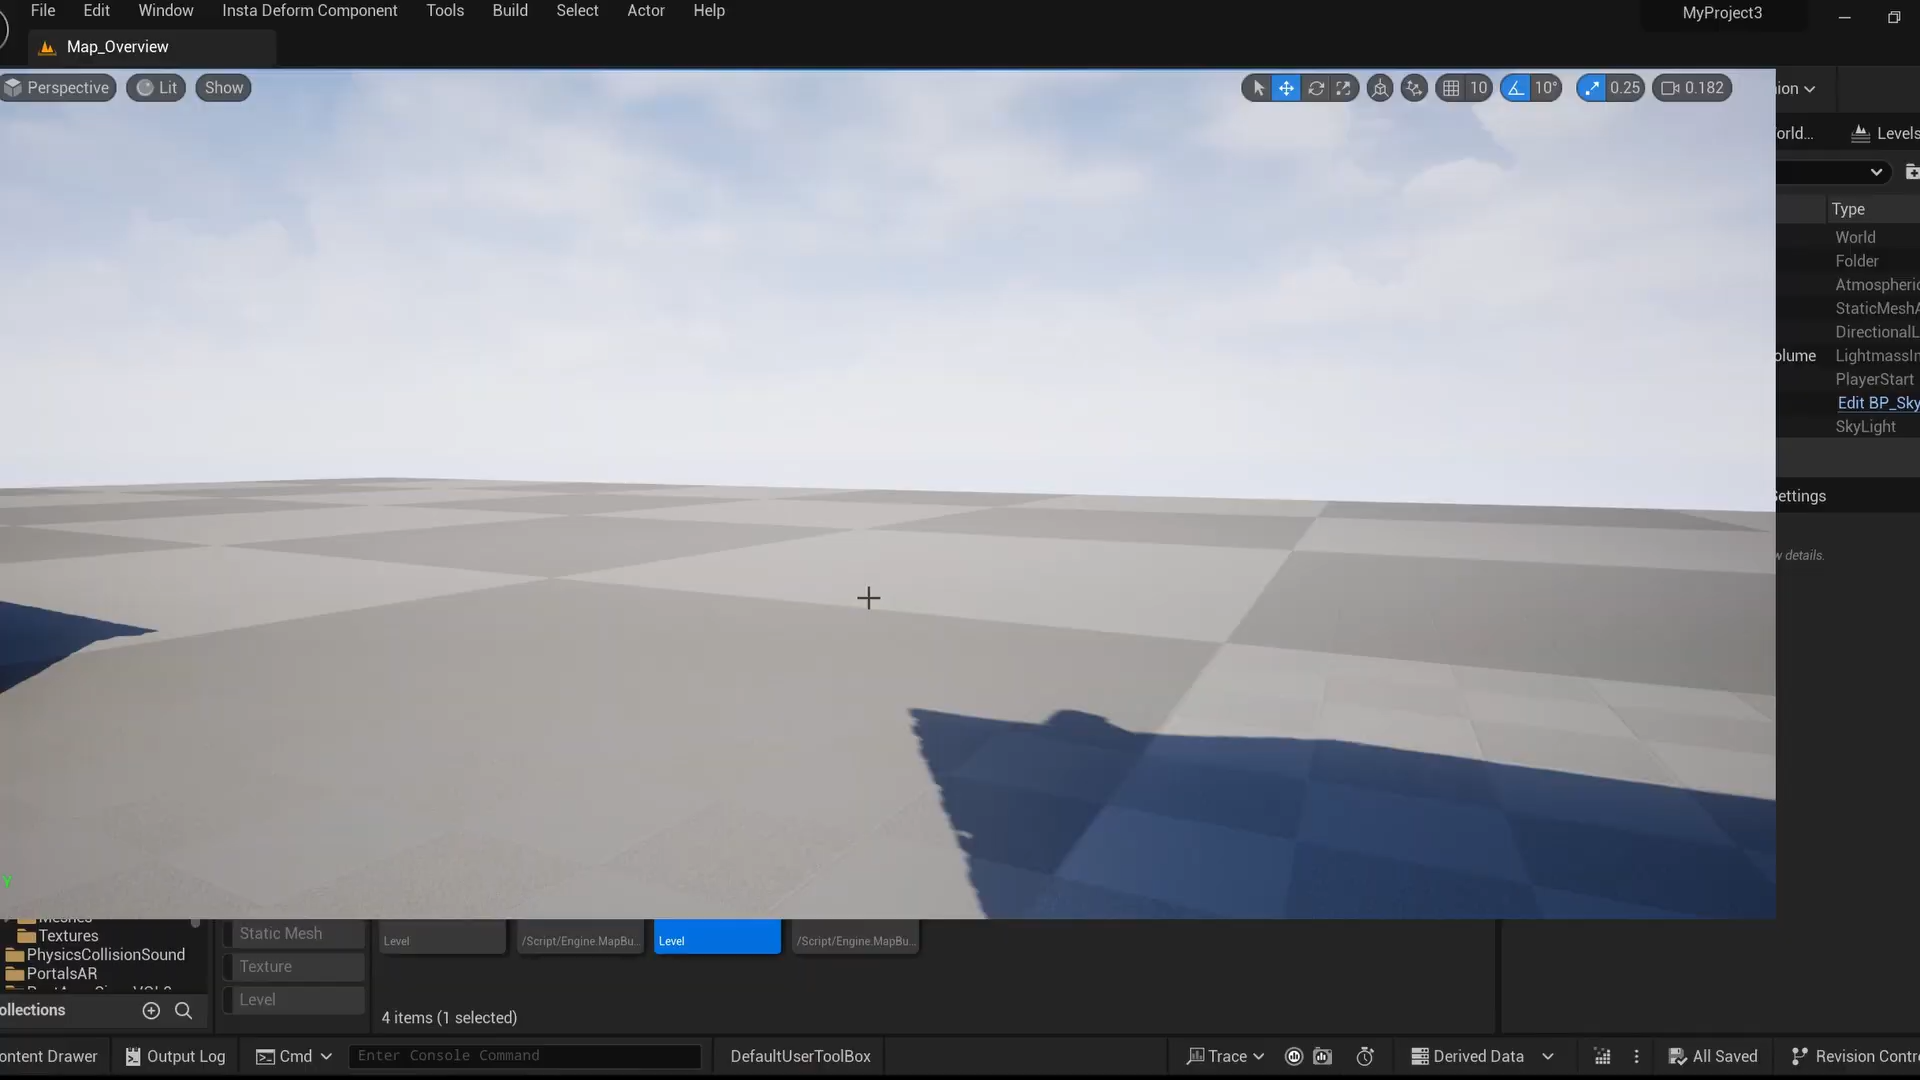 File Edit Window Insta Deform Component Tools Build Select Actor Help
MyProject3
Map_Overview
Perspective Lit Show
10 10° 0.25 0.182
ion
orld... Levels
Type
World
Folder
Atmospheric
StaticMeshA
DirectionalL
olume LightmassIn
PlayerStart
Edit BP_Sky
SkyLight
Settings
w details.
Y
Meshes
Textures
PhysicsCollisionSound
PortalsAR
ollections
Static Mesh
Texture
Level
Level
/Script/Engine.MapBu...
Level
/Script/Engine.MapBu...
4 items (1 selected)
ontent Drawer Output Log Cmd Enter Console Command DefaultUserToolBox Trace Derived Data All Saved Revision Contr